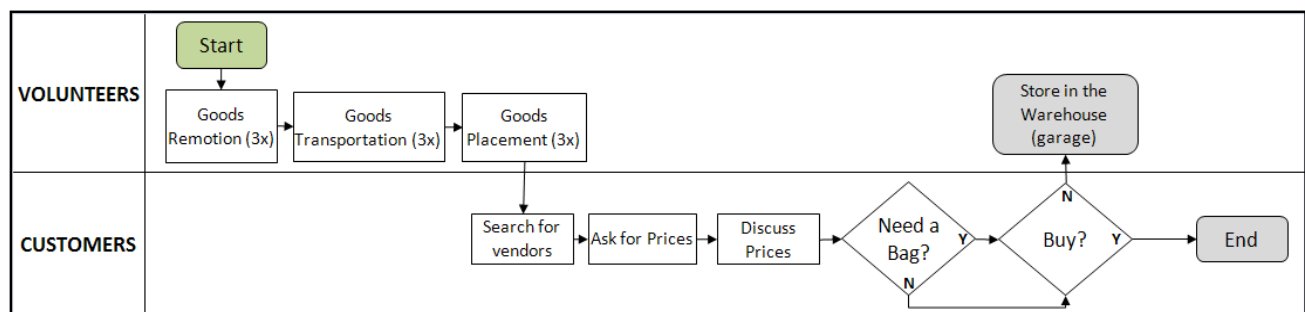 VOLUNTEERS
Start
Goods
Remotion (3x)
Goods
Transportation (3x)
Goods
Placement (3x)
Store in the
Warehouse
(garage)
CUSTOMERS
Search for
vendors
Ask for Prices
Discuss
Prices
Need a
Bag?
Y
N
N
Buy?
Y
End